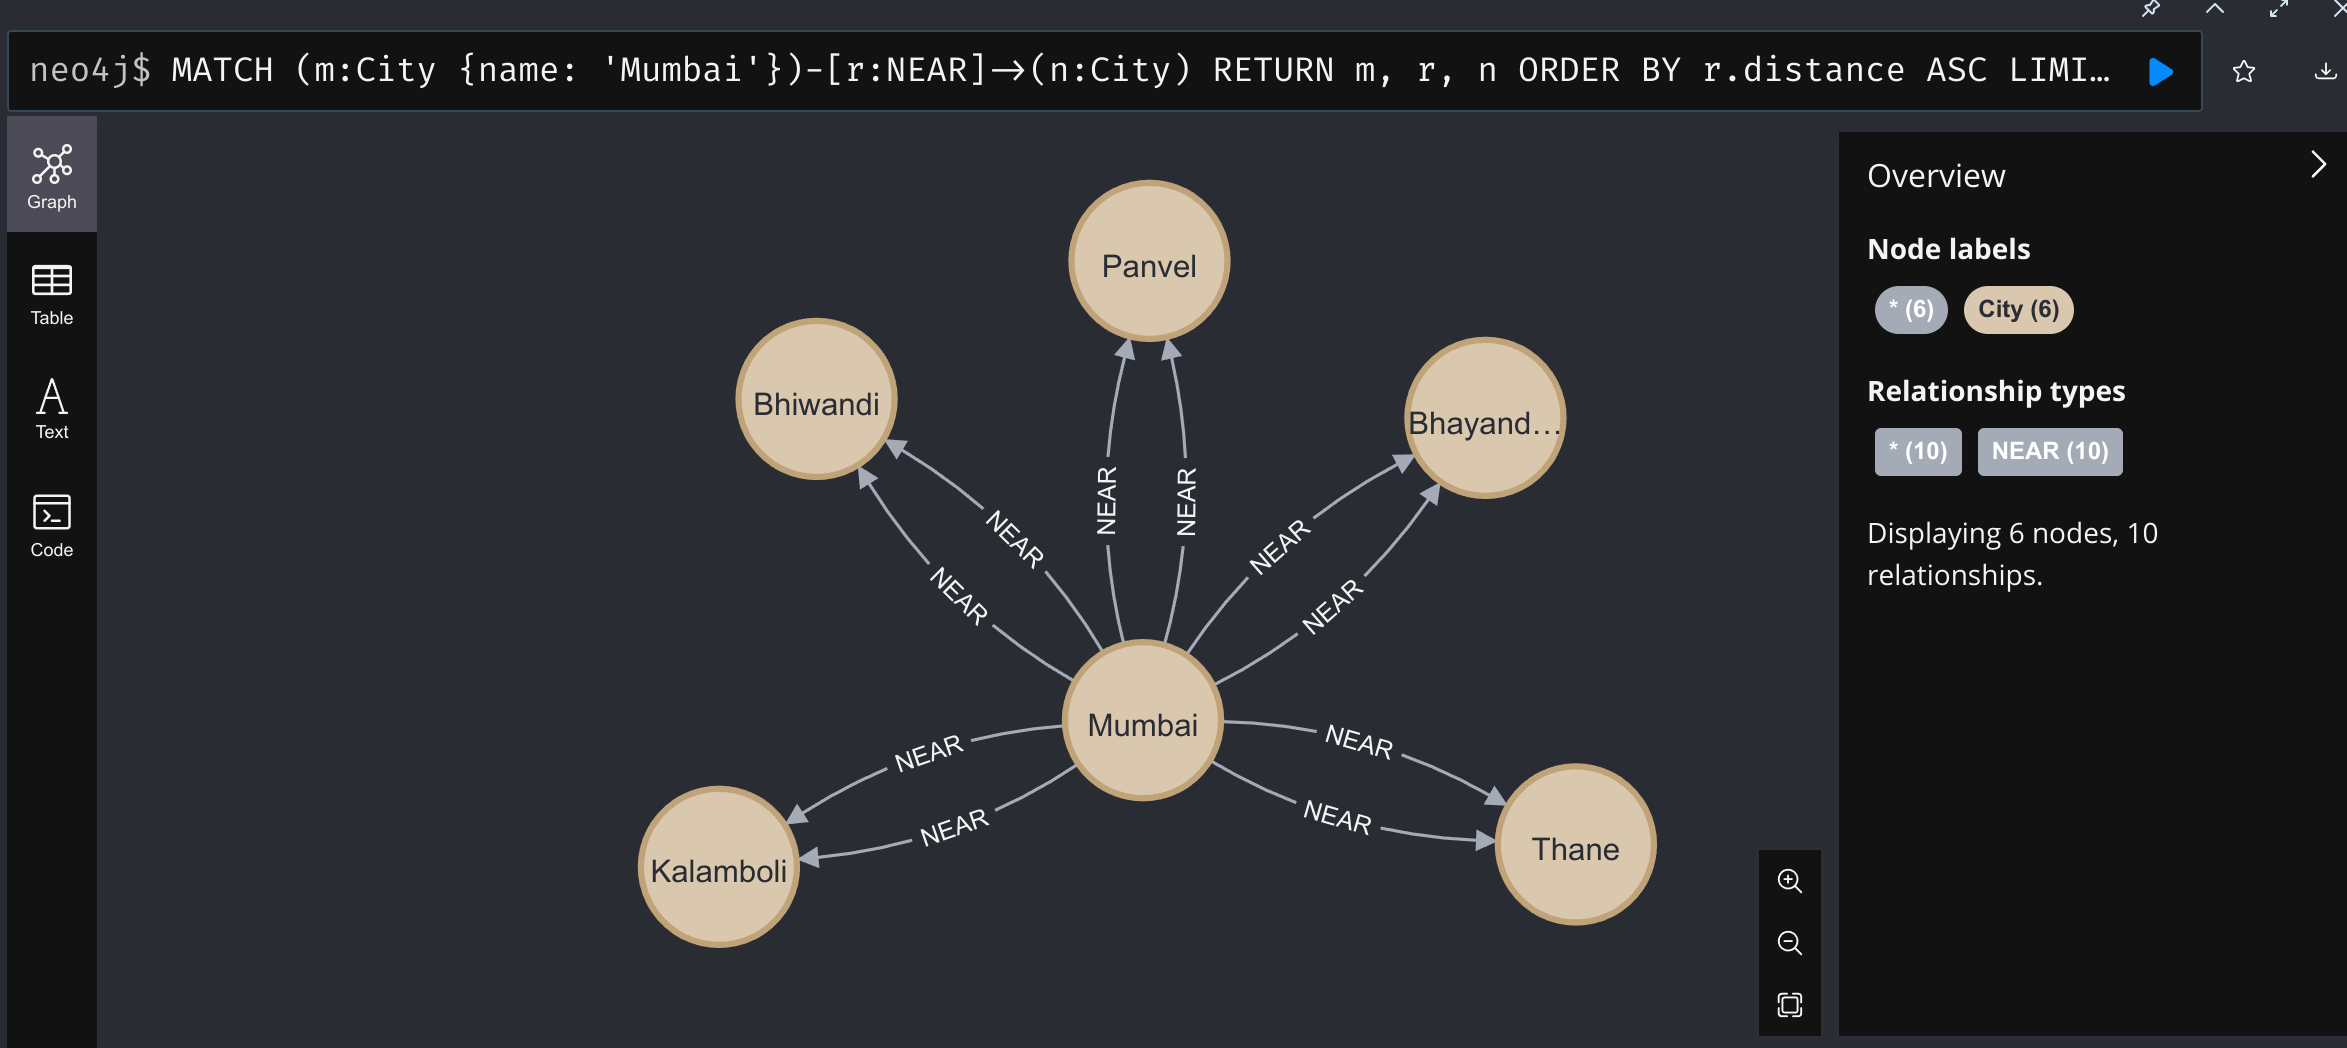 neo4j$ MATCH (m:City {name: 'Mumbai'})-[r:NEAR]→(n:City) RETURN m, r, n ORDER BY r.distance ASC LIMI…
Graph
Table
Text
Code
Panvel
Bhiwandi
Bhayand…
NEAR
NEAR
NEAR
NEAR
NEAR
NEAR
Mumbai
NEAR
NEAR
NEAR
NEAR
Kalamboli
Thane
Overview
Node labels
* (6) City (6)
Relationship types
* (10) NEAR (10)
Displaying 6 nodes, 10
relationships.